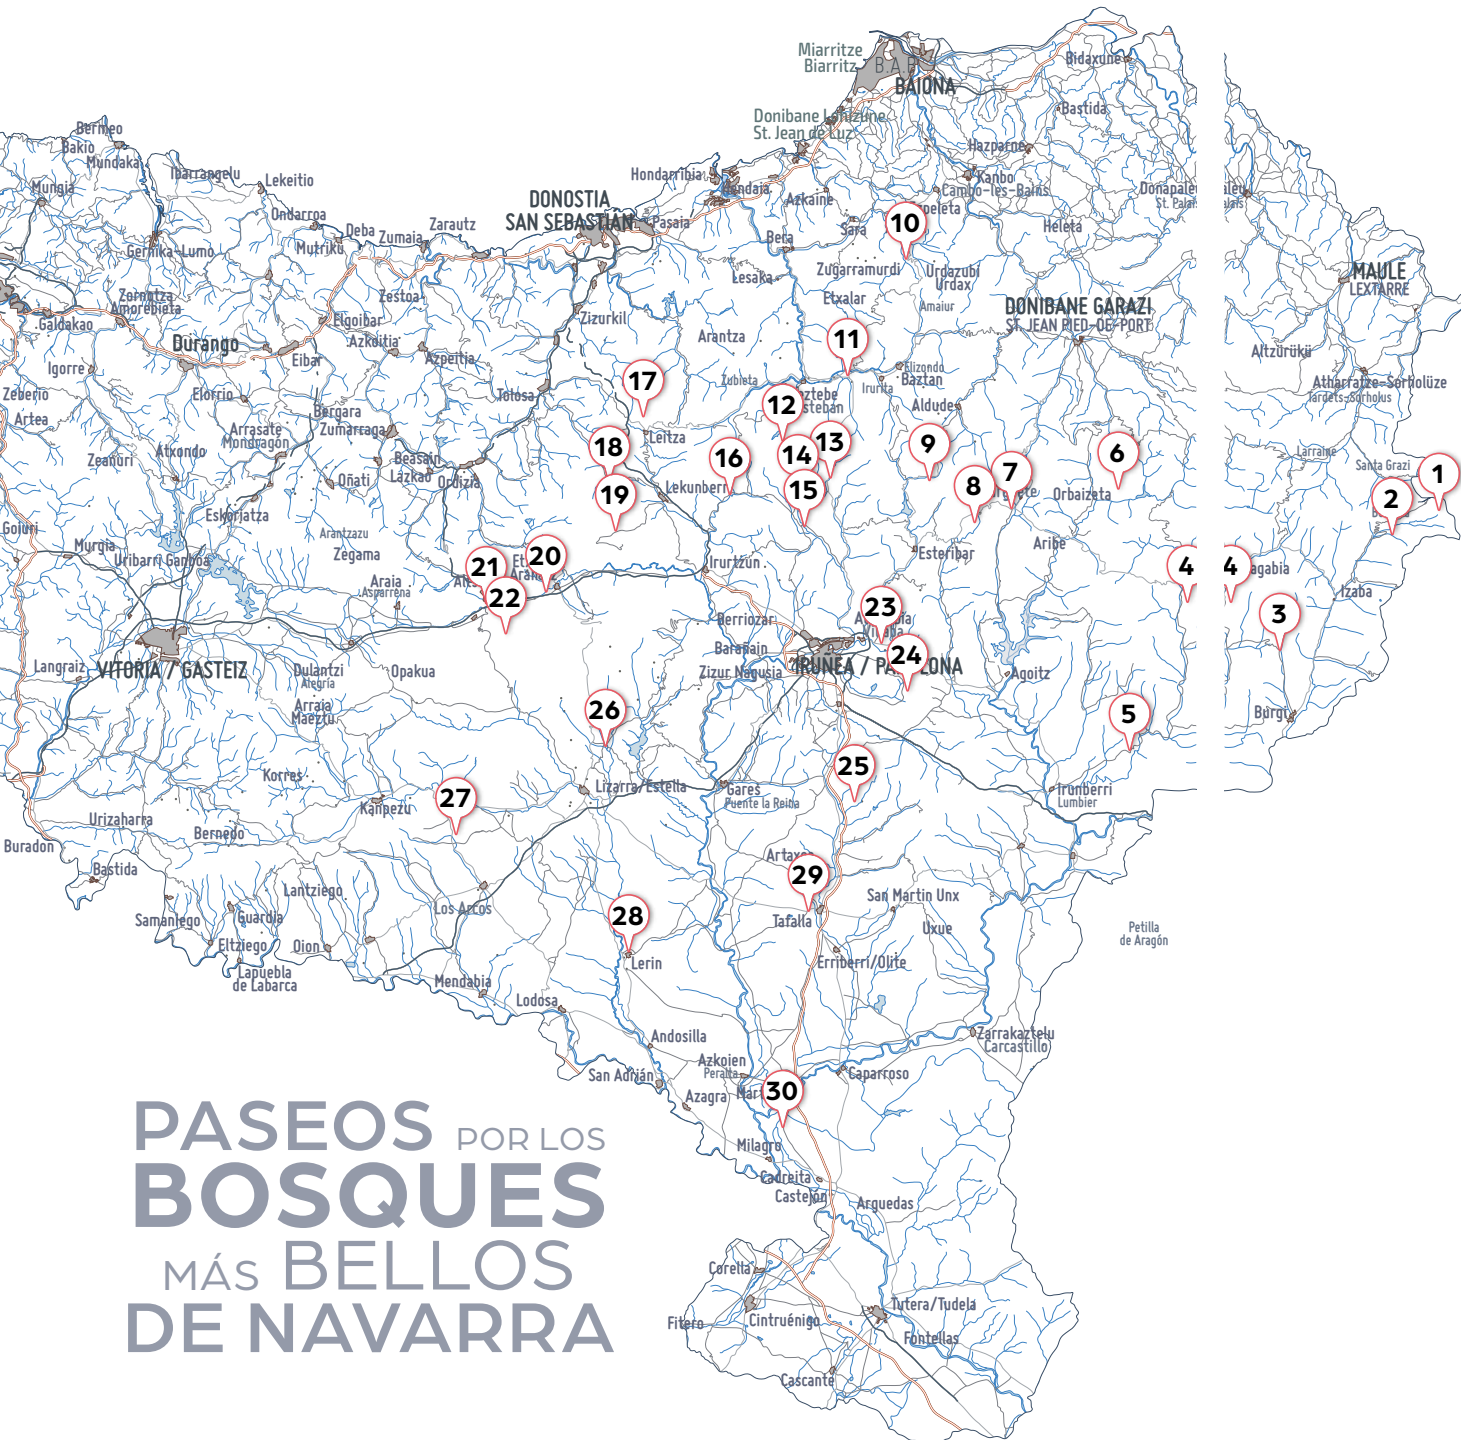 Miarritze
Biarritz
B.A.B
BAIONA
Bidaxune
Bastida
Donibane Lohizune
St. Jean de Luz
Hazparne
Kanbo
Cambo-les-Bains
Bermeo
Bakio
Mundaka
Ibarrangelu
Lekeitio
Mungia
Hondarribia
Hendaia
Azkaine
Donapaleu
St. Palais
DONOSTIA
SAN SEBASTIÁN
Pasaia
Ondarroa
Deba
Zumaia
Zarautz
Mutriku
Gernika-Lumo
Sara
10
Heleta
Bera
Lesaka
Zugarramurdi
Urdazubi
Urdax
MAULE
LEXTARRE
Zornotza
Amorebieta
Zestoa
Etxalar
Amaiur
DONIBANE GARAZI
ST. JEAN PIED-DE-PORT
Galdakao
Elgoibar
Zizurkil
Arantza
11
Durango
Azkoitia
Azpeitia
Eibar
Altzürükü
Igorre
Elizondo
Baztan
Irurita
Zubieta
17
Atharratze-Sorholüze
Tardets-Sorholus
Zeberio
Elorrio
Tolosa
12
Aldude
Artea
Bergara
Zumarraga
Arrasate
Mondragón
Leitza
18
13
14
9
6
Atxondo
Zeanuri
Beasain
Lazkao
Ordizia
Oñati
16
Lekunberri
15
19
8
7
Orbaizeta
Larraine
Santa Grazi
1
2
Eskoriatza
Goiuri
Arantzazu
Zegama
Murgia
Uribarri Ganboa
Irurtzun
Esteribar
Aribe
20
21
22
Araia
Asparrena
4
4
Izaba
3
23
24
Berriozar
Barañain
Zizur Nagusia
IRUÑEA / PAMPLONA
Agoitz
Langraiz
VITORIA / GASTEIZ
Dulantzi
Alegría
Opakua
Arraia
Maeztu
26
5
Burgi
25
Korres
Kanpezu
27
Lizarra/Estella
Gares
Puente la Reina
Irunberri
Lumbier
Urizaharra
Bernedo
Buradon
Bastida
29
Lantziego
Los Arcos
28
Tafalla
San Martin Unx
Uxue
Samaniego
Guardia
Eltziego
Oion
Lapuebla
de Labarca
Petilla
de Aragón
Lerin
Erriberri/Olite
Mendabia
Lodosa
Andosilla
Zarrakaztelu
Carcastillo
San Adrián
Azkoien
Peralta
Caparroso
Azagra
30
Milagro
Cadreita
Castejón
Arguedas
Corella
Fitero
Cintruénigo
Tutera/Tudela
Fontellas
Cascante
PASEOS POR LOS
BOSQUES
MÁS BELLOS
DE NAVARRA